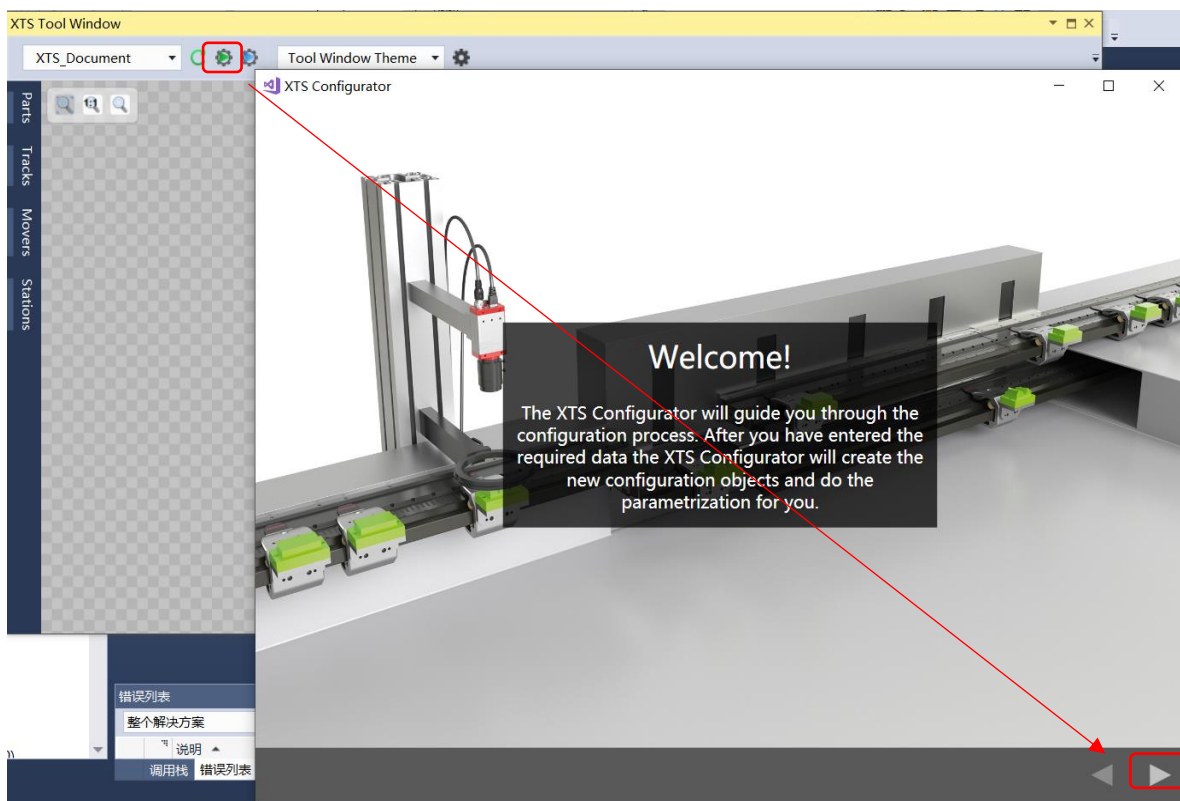 XTS Tool Window
XTS_Document
Tool Window Theme
XTS Configurator
Parts
1:1
Tracks
Movers
Stations
Welcome!
The XTS Configurator will guide you through the
configuration process. After you have entered the
required data the XTS Configurator will create the
new configuration objects and do the
parametrization for you.
错误列表
整个解决方案
说明
调用栈 错误列表